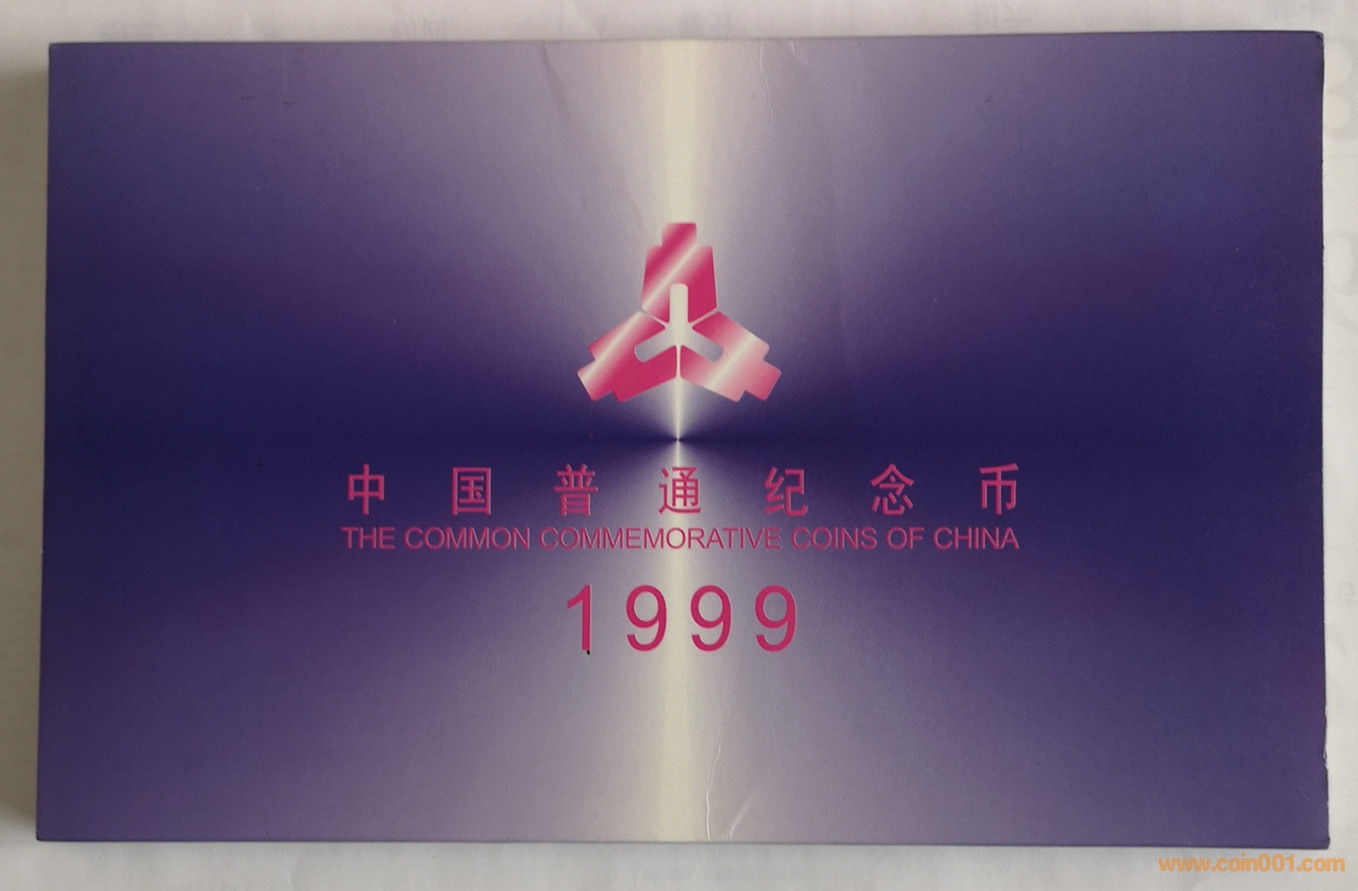 中国普通纪念币
THE COMMON COMMEMORATIVE COINS OF CHINA
1999
www.coin001.com